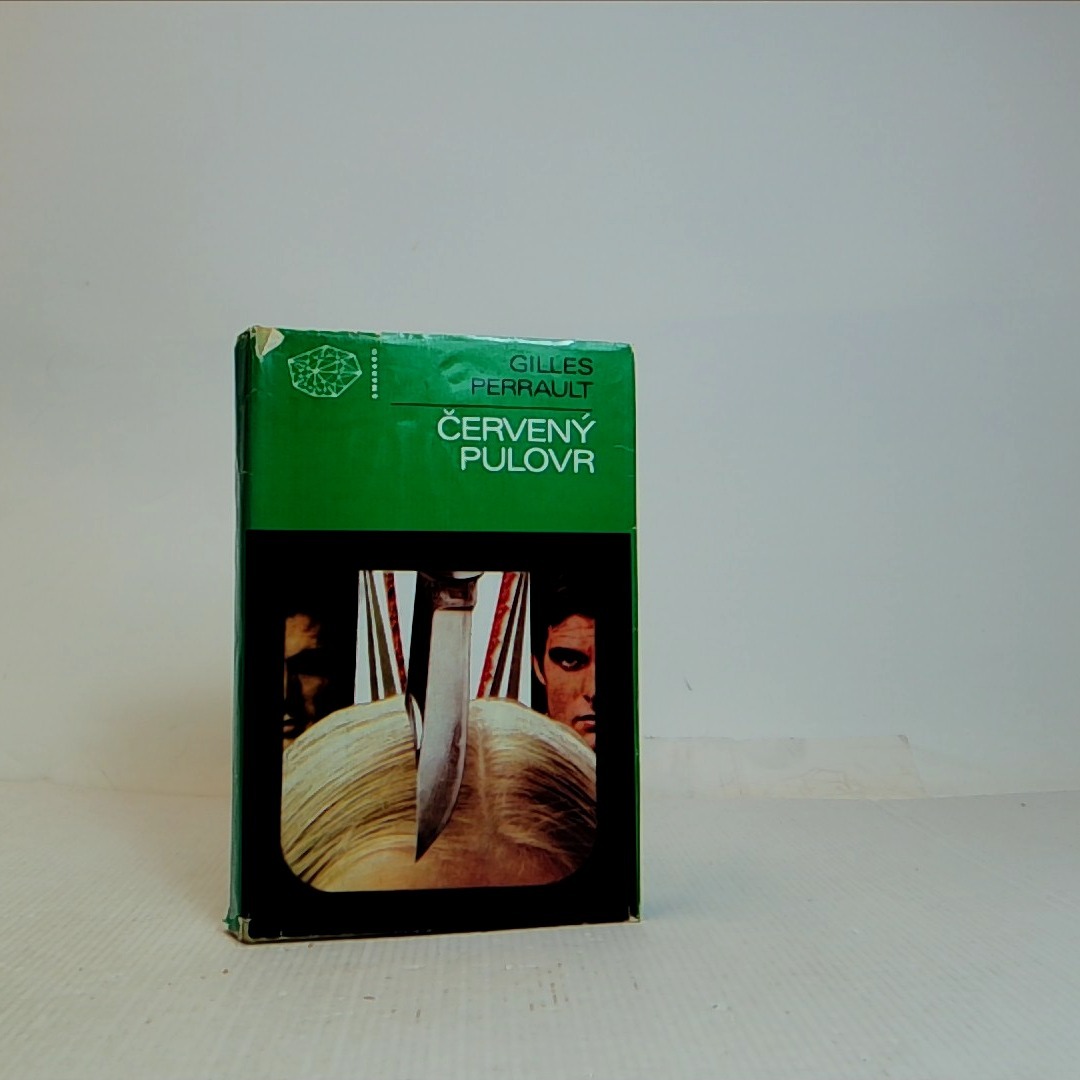 GILLES
PERRAULT
ČERVENÝ
PULOVR